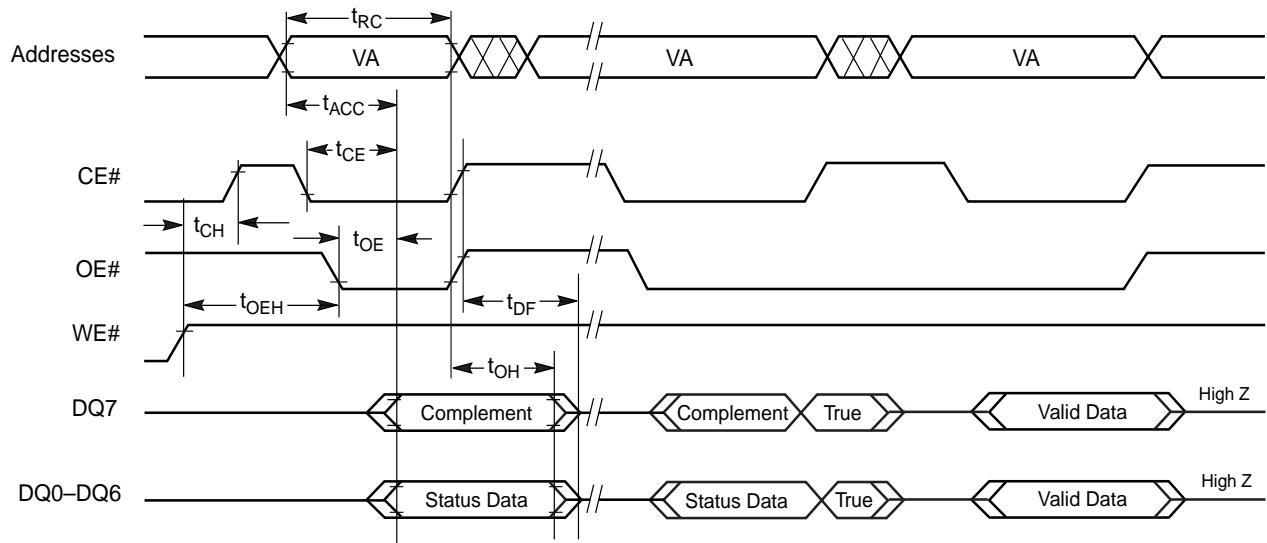 tRC
Addresses VA VA VA
tACC
tCE
CE#
tCH
tOE
OE#
tOEH tDF
WE#
tOH
DQ7 Complement Complement True Valid Data High Z
DQ0–DQ6 Status Data Status Data True Valid Data High Z